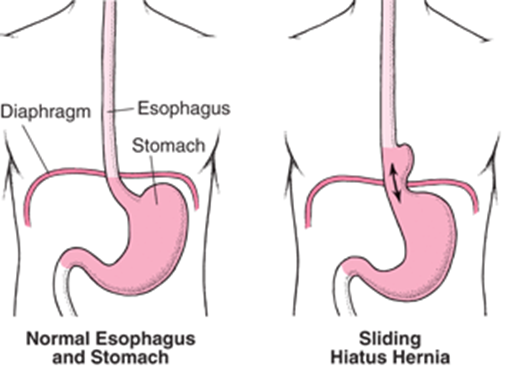 Diaphragm
Esophagus
Stomach
Normal Esophagus
and Stomach
Sliding
Hiatus Hernia